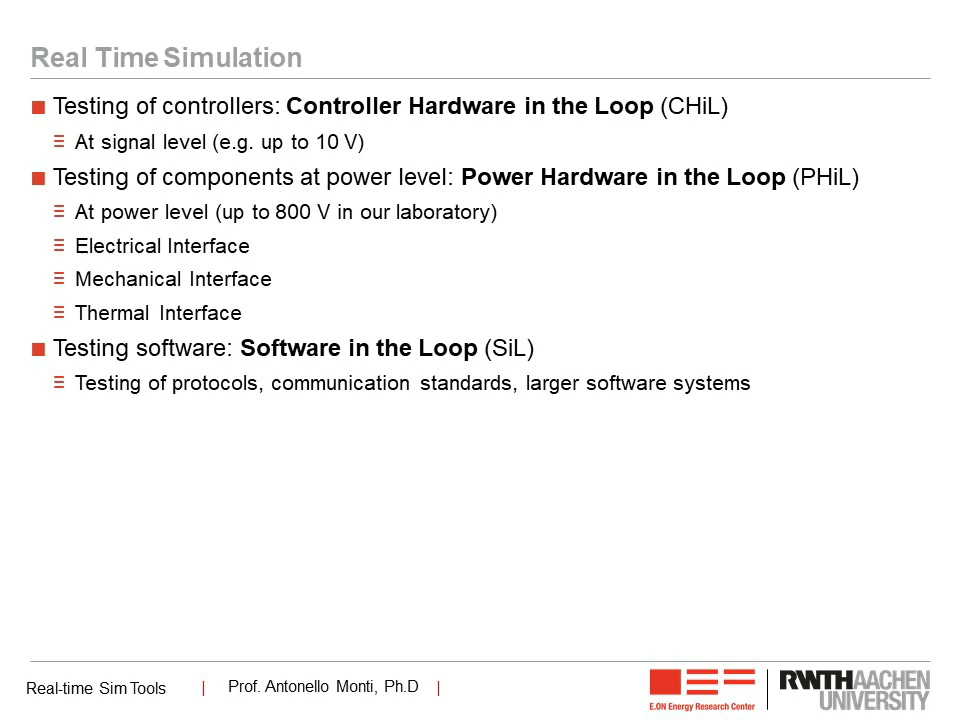 Real Time Simulation
Testing of controllers: Controller Hardware in the Loop (CHiL)
At signal level (e.g. up to 10 V)
Testing of components at power level: Power Hardware in the Loop (PHiL)
At power level (up to 800 V in our laboratory)
Electrical Interface
Mechanical Interface
Thermal Interface
Testing software: Software in the Loop (SiL)
Testing of protocols, communication standards, larger software systems
Real-time Sim Tools | Prof. Antonello Monti, Ph.D |
E.ON Energy Research Center
RWTHAACHEN
UNIVERSITY